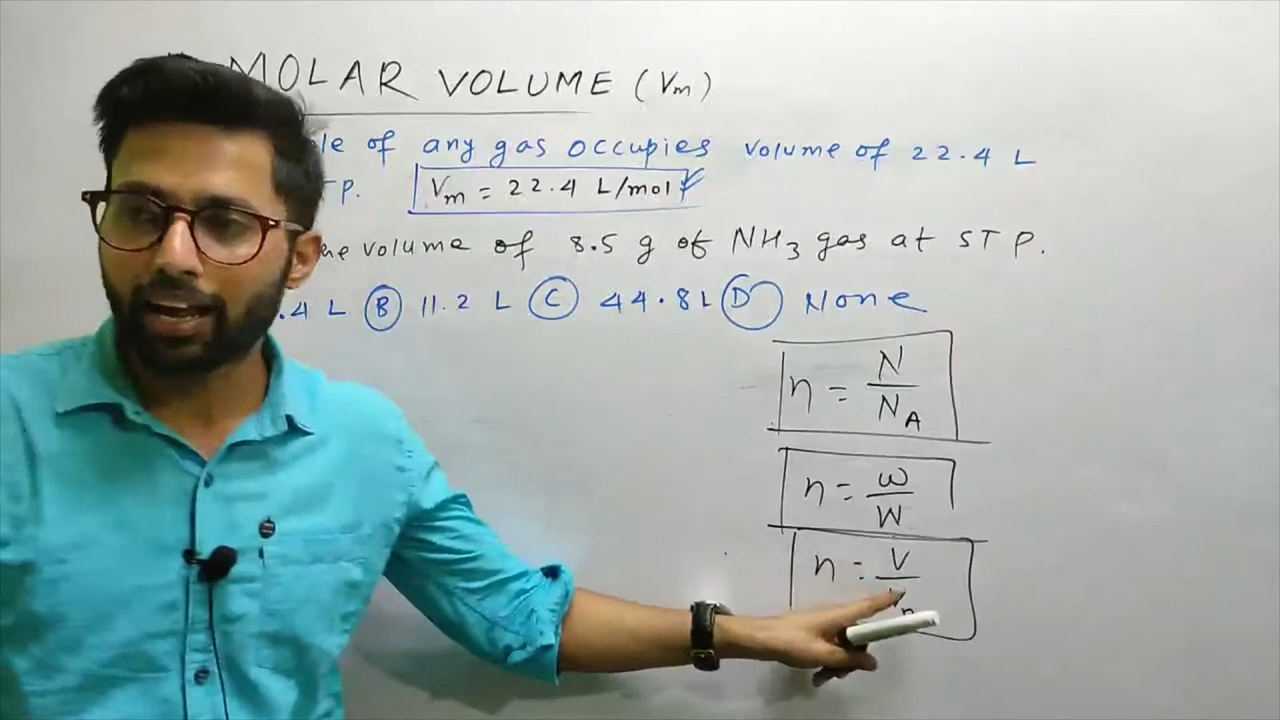 MOLAR VOLUME (Vm)
of any gas occupies volume of 22.4 L
Vm = 22.4 L/mol
volume of 8.5 g of NH3 gas at STP.
.4 L (B) 11.2 L (C) 44.8 L (D) None
n = N/NA
n = w/W
n = V/